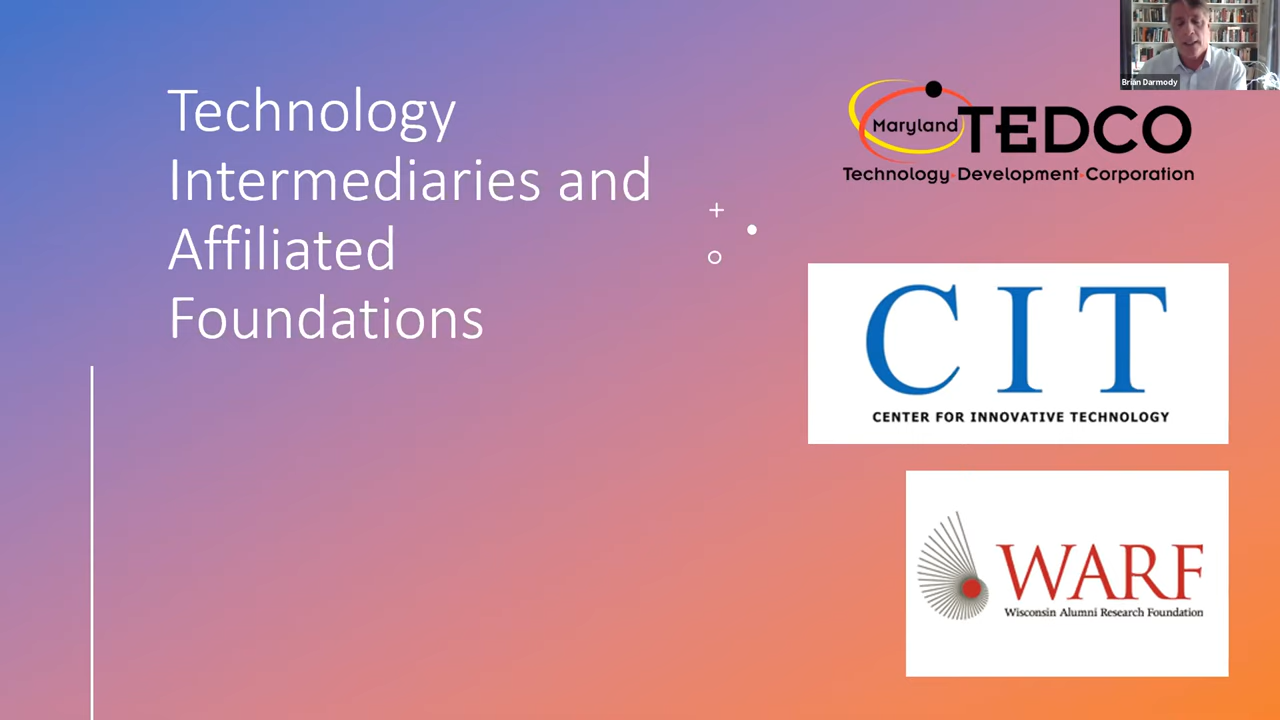 Technology
Intermediaries and
Affiliated
Foundations
Brian Darmody
Maryland TEDCO
Technology Development Corporation
CIT
CENTER FOR INNOVATIVE TECHNOLOGY
WARF
Wisconsin Alumni Research Foundation